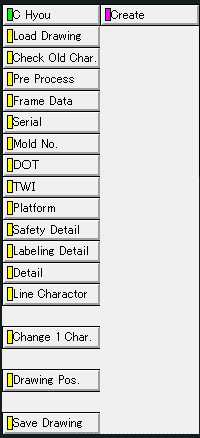 C Hyou
Create
Load Drawing
Check Old Char.
Pre Process
Frame Data
Serial
Mold No.
DOT
TWI
Platform
Safety Detail
Labeling Detail
Detail
Line Charactor
Change 1 Char.
Drawing Pos.
Save Drawing